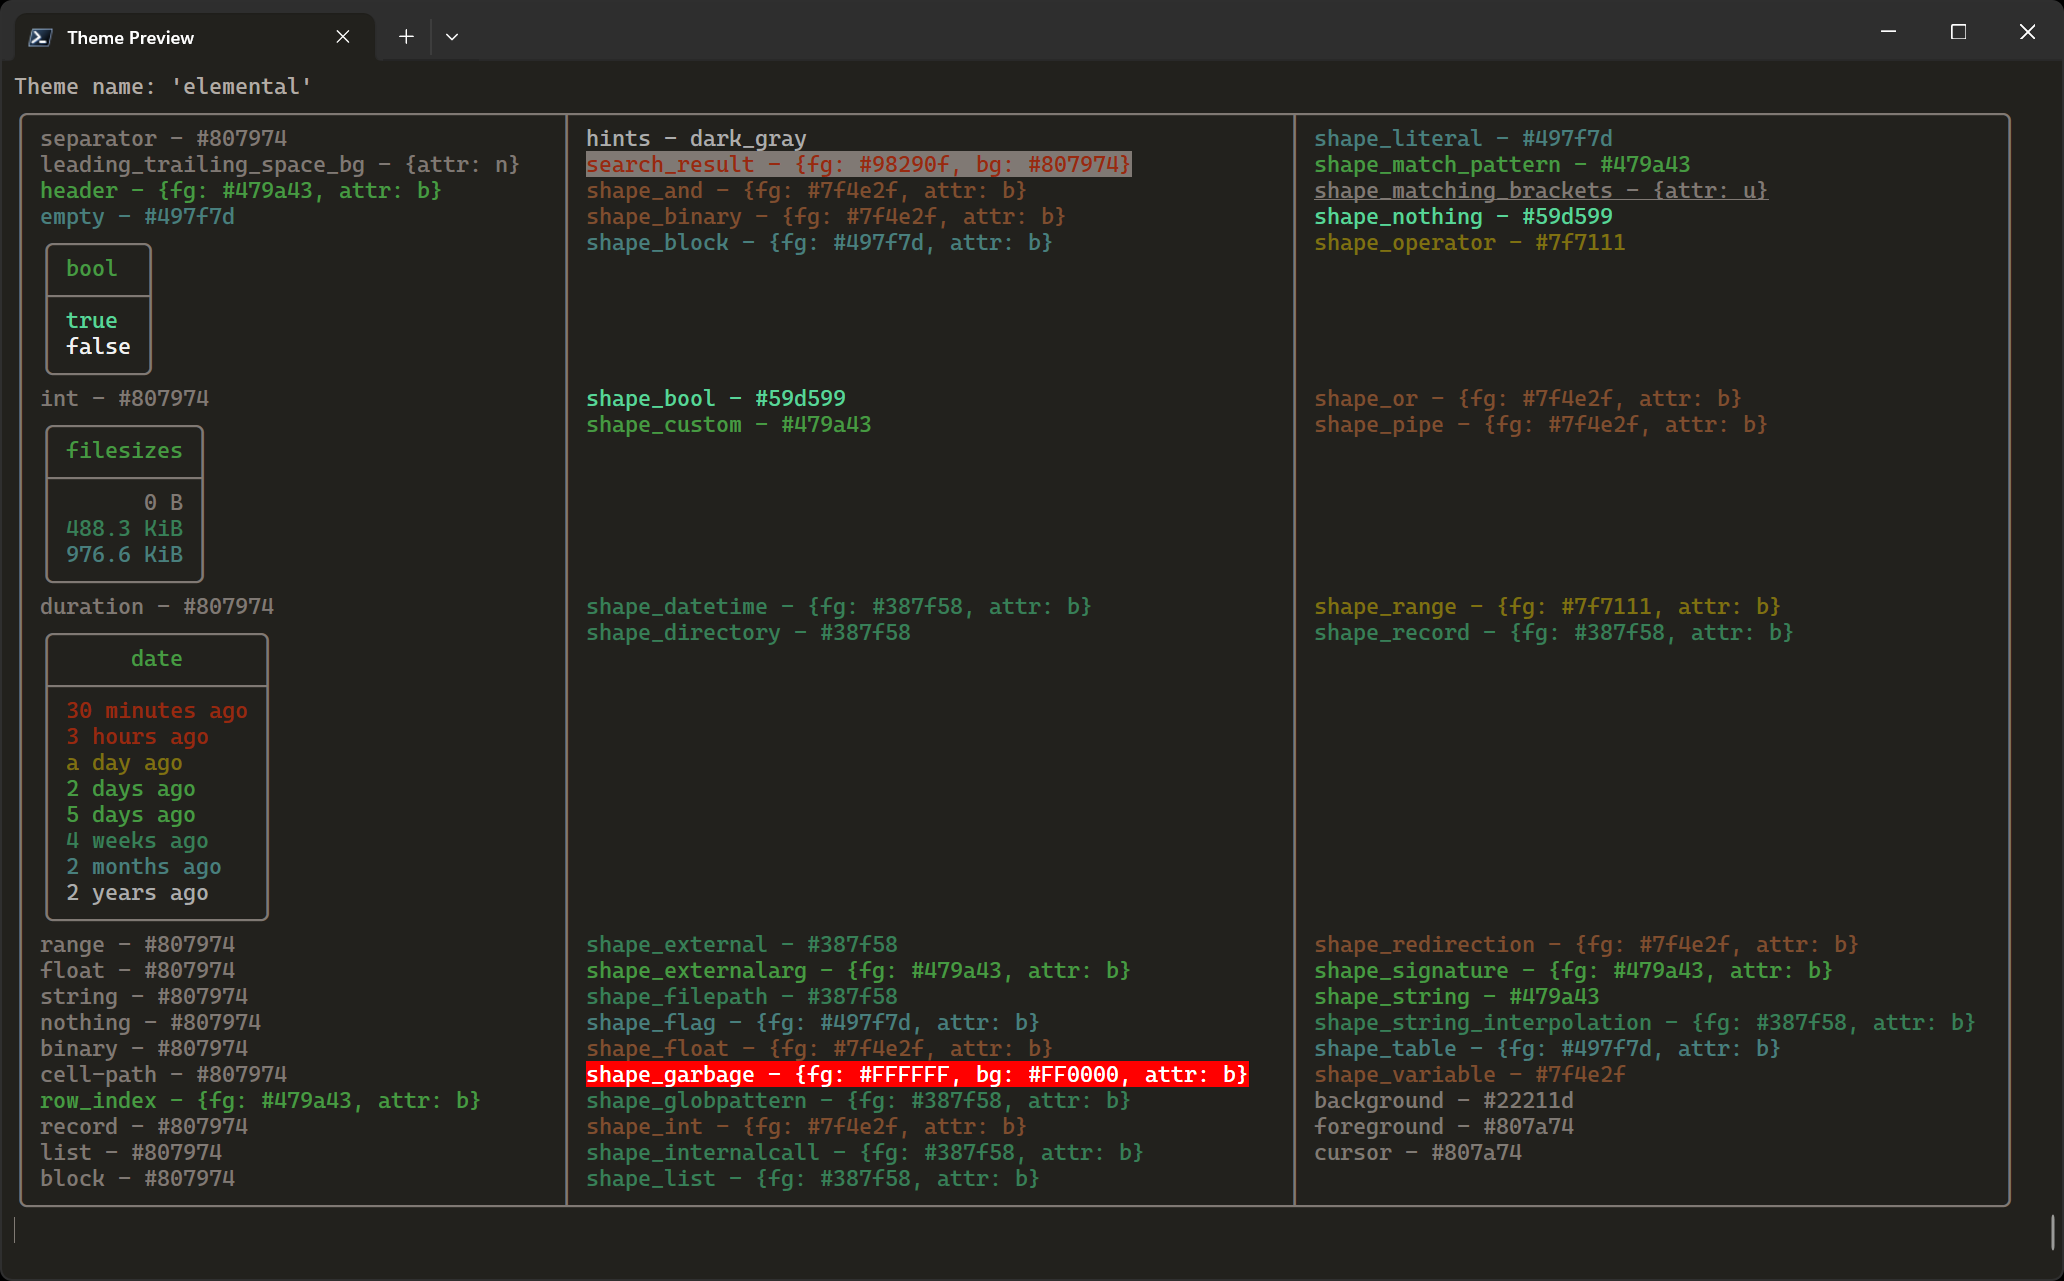 Theme Preview
Theme name: 'elemental'
separator - #807974
leading_trailing_space_bg - {attr: n}
header - {fg: #479a43, attr: b}
empty - #497f7d
bool
true
false
int - #807974
filesizes
0 B
488.3 KiB
976.6 KiB
duration - #807974
date
30 minutes ago
3 hours ago
a day ago
2 days ago
5 days ago
4 weeks ago
2 months ago
2 years ago
range - #807974
float - #807974
string - #807974
nothing - #807974
binary - #807974
cell-path - #807974
row_index - {fg: #479a43, attr: b}
record - #807974
list - #807974
block - #807974
hints - dark_gray
search_result - {fg: #98290f, bg: #807974}
shape_and - {fg: #7f4e2f, attr: b}
shape_binary - {fg: #7f4e2f, attr: b}
shape_block - {fg: #497f7d, attr: b}
shape_bool - #59d599
shape_custom - #479a43
shape_datetime - {fg: #387f58, attr: b}
shape_directory - #387f58
shape_external - #387f58
shape_externalarg - {fg: #479a43, attr: b}
shape_filepath - #387f58
shape_flag - {fg: #497f7d, attr: b}
shape_float - {fg: #7f4e2f, attr: b}
shape_garbage - {fg: #FFFFFF, bg: #FF0000, attr: b}
shape_globpattern - {fg: #387f58, attr: b}
shape_int - {fg: #7f4e2f, attr: b}
shape_internalcall - {fg: #387f58, attr: b}
shape_list - {fg: #387f58, attr: b}
shape_literal - #497f7d
shape_match_pattern - #479a43
shape_matching_brackets - {attr: u}
shape_nothing - #59d599
shape_operator - #7f7111
shape_or - {fg: #7f4e2f, attr: b}
shape_pipe - {fg: #7f4e2f, attr: b}
shape_range - {fg: #7f7111, attr: b}
shape_record - {fg: #387f58, attr: b}
shape_redirection - {fg: #7f4e2f, attr: b}
shape_signature - {fg: #479a43, attr: b}
shape_string - #479a43
shape_string_interpolation - {fg: #387f58, attr: b}
shape_table - {fg: #497f7d, attr: b}
shape_variable - #7f4e2f
background - #22211d
foreground - #807a74
cursor - #807a74